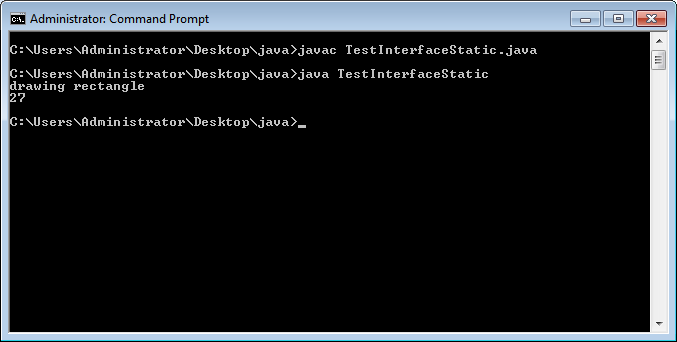 Administrator: Command Prompt
C:\Users\Administrator\Desktop\java>javac TestInterfaceStatic.java
C:\Users\Administrator\Desktop\java>java TestInterfaceStatic
drawing rectangle
27
C:\Users\Administrator\Desktop\java>_